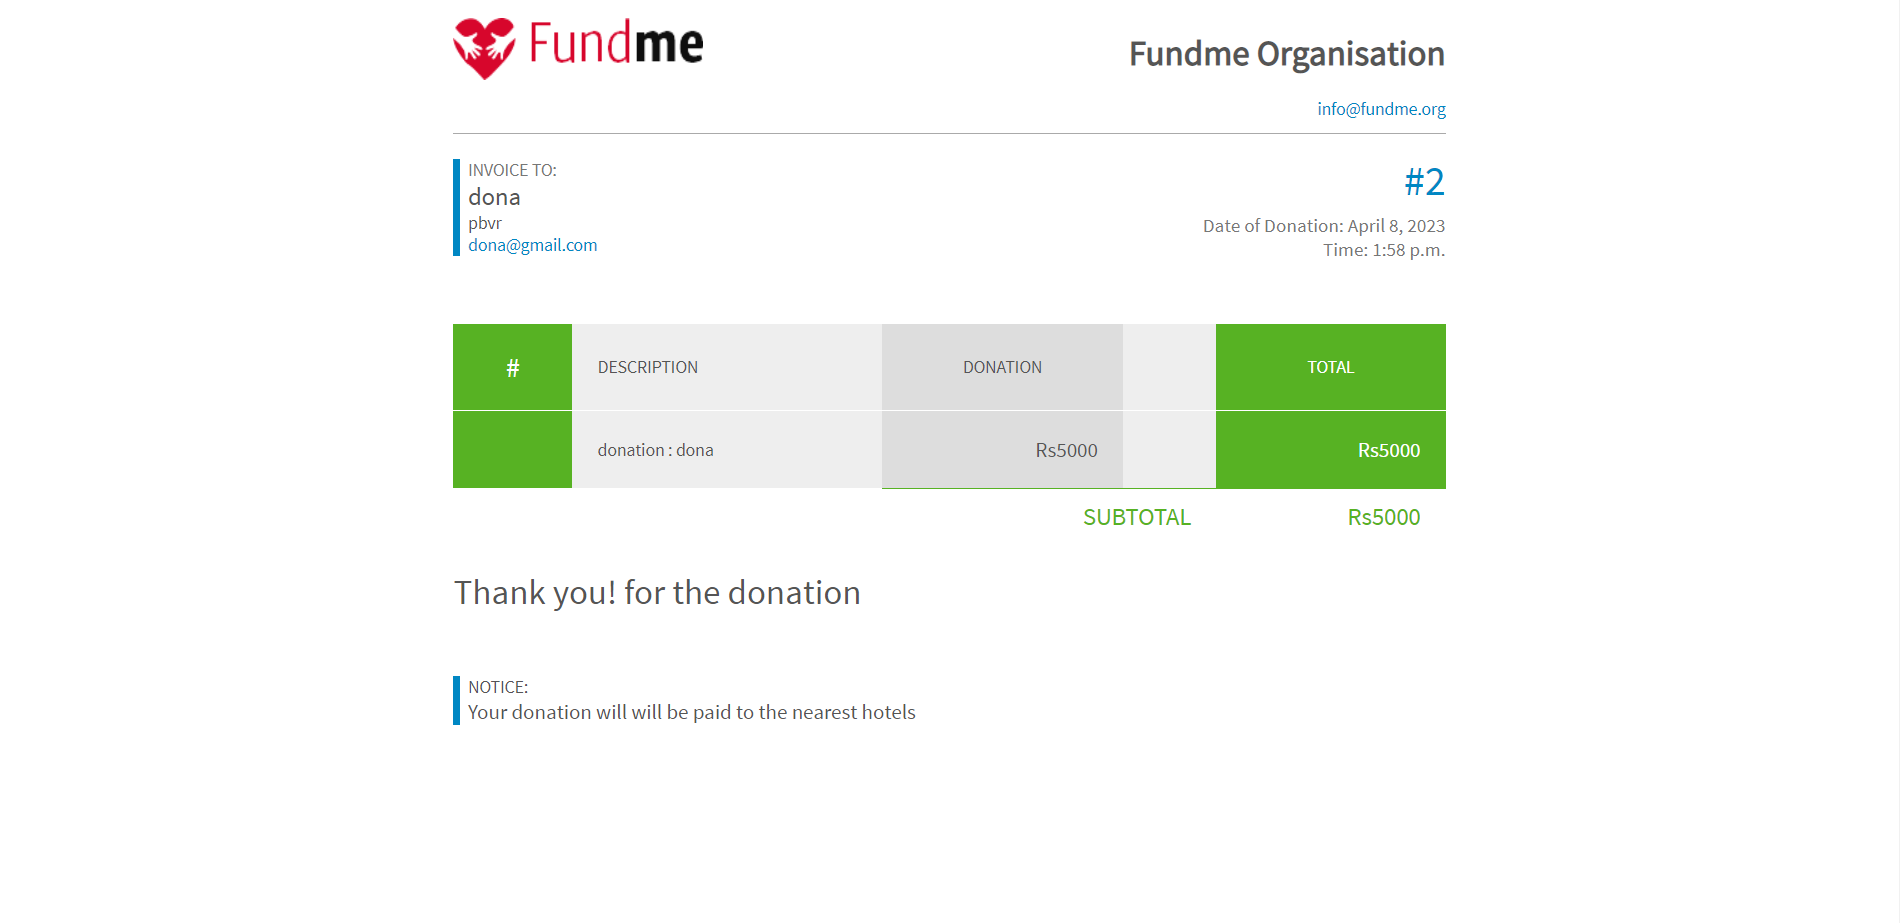 Fundme
Fundme Organisation
info@fundme.org
INVOICE TO:
dona
pbvr
dona@gmail.com
#2
Date of Donation: April 8, 2023
Time: 1:58 p.m.
# DESCRIPTION DONATION TOTAL
donation : dona Rs5000 Rs5000
SUBTOTAL Rs5000
Thank you! for the donation
NOTICE:
Your donation will will be paid to the nearest hotels